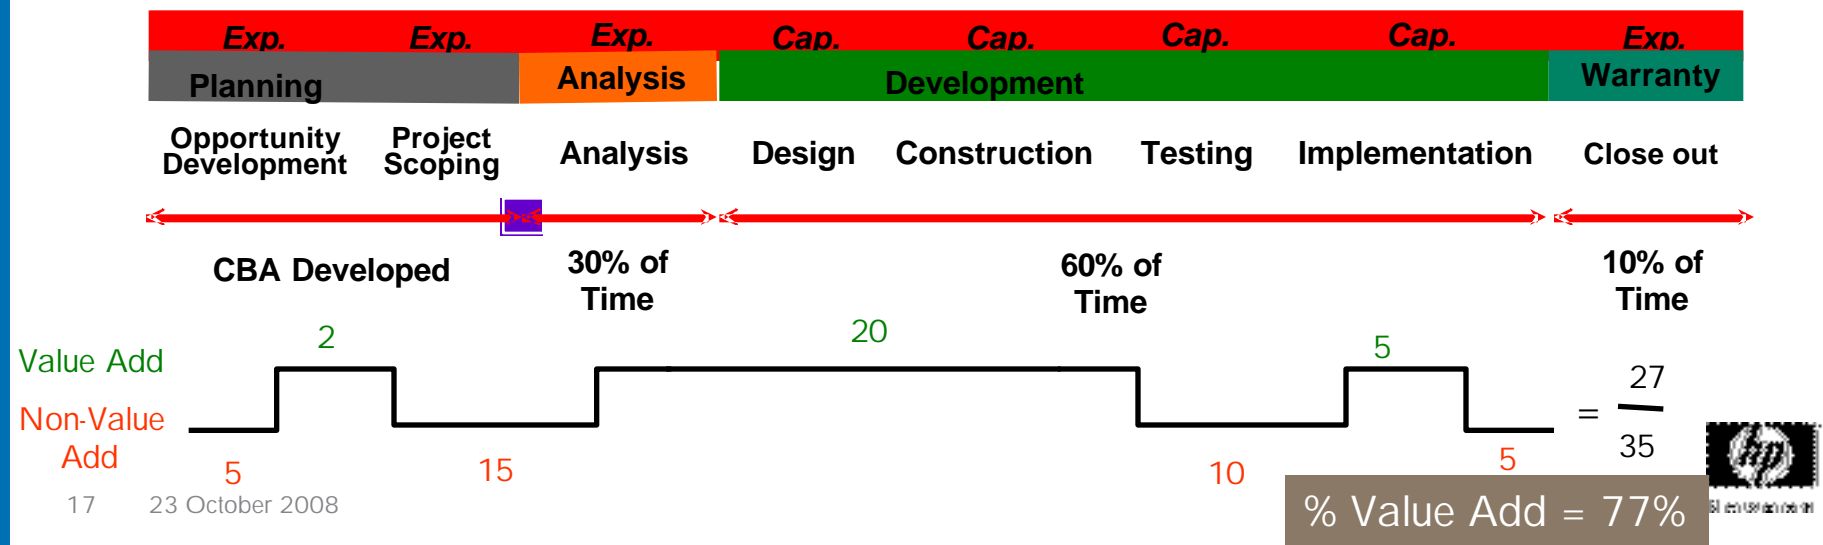 Exp. Exp. Exp. Cap. Cap. Cap. Cap. Exp.
Planning Analysis Development Warranty
Opportunity Development
Project Scoping
Analysis Design Construction Testing Implementation Close out
CBA Developed
30% of Time
60% of Time
10% of Time
2 20 5
Value Add
27
=
Non-Value Add
35
5 15 10 5
hp
17 23 October 2008
% Value Add = 77%